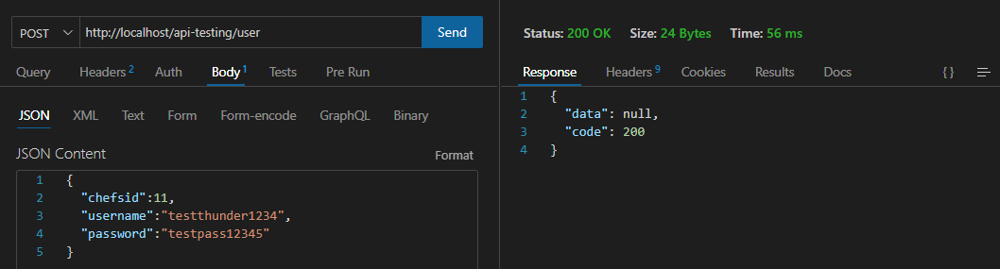 POST http://localhost/api-testing/user Send
Query Headers 2 Auth Body 1 Tests Pre Run
JSON XML Text Form Form-encode GraphQL Binary
JSON Content Format
1 {
2 "chefsid":11,
3 "username":"testthunder1234",
4 "password":"testpass12345"
5 }
Status: 200 OK Size: 24 Bytes Time: 56 ms
Response Headers 9 Cookies Results Docs { }
1 {
2 "data": null,
3 "code": 200
4 }